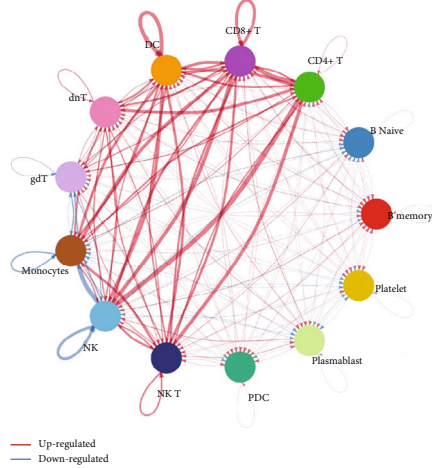 DC
CD8+ T
CD4+ T
dnT
B Naive
gdT
B memory
Monocytes
Platelet
NK
Plasmablast
NK T
PDC
Up-regulated
Down-regulated